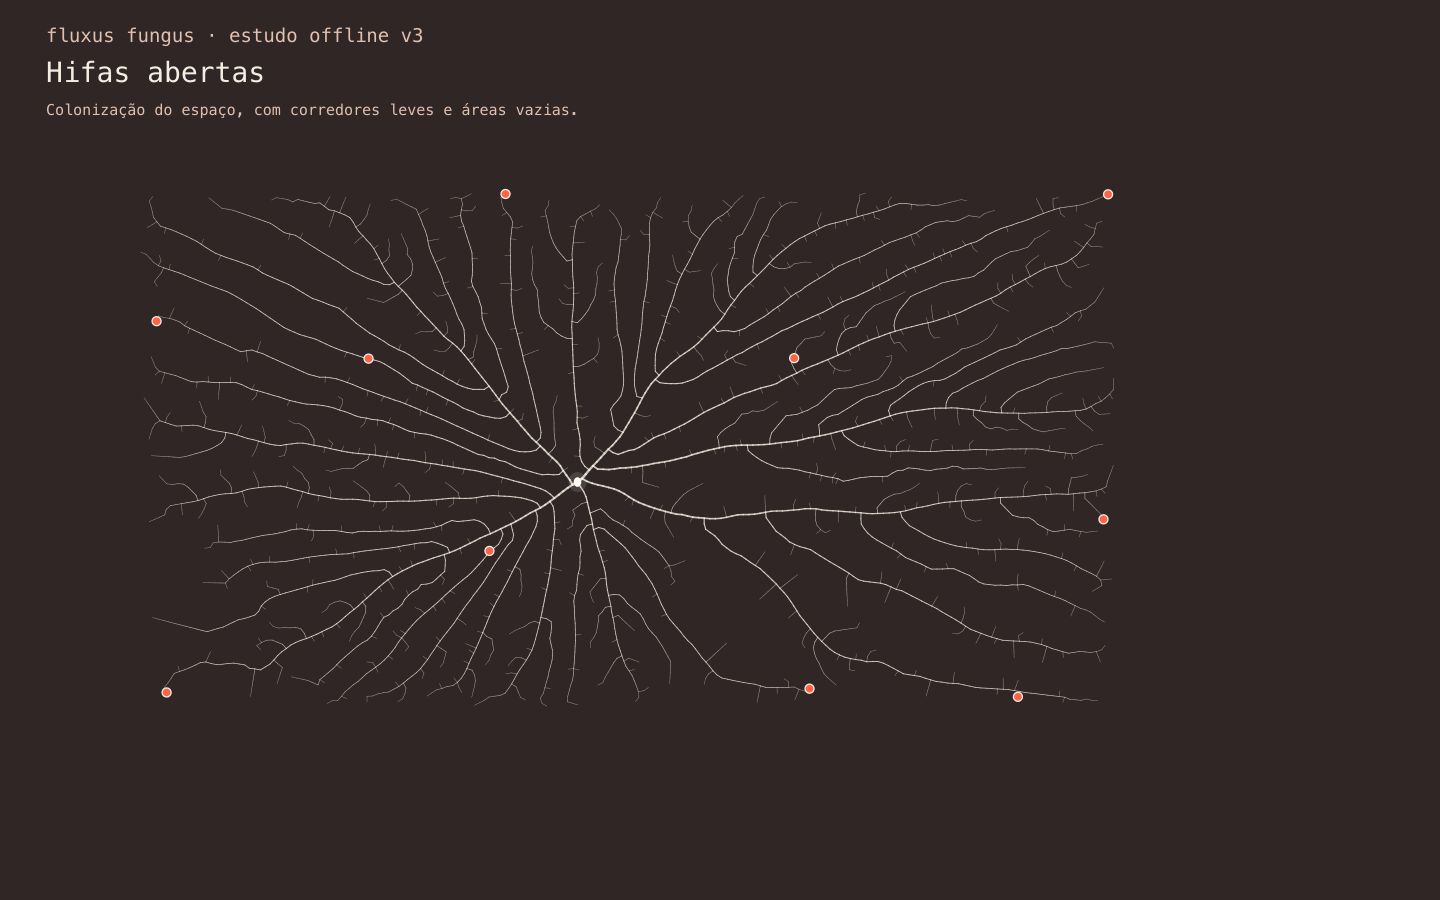 fluxus fungus · estudo offline v3
Hifas abertas
Colonização do espaço, com corredores leves e áreas vazias.